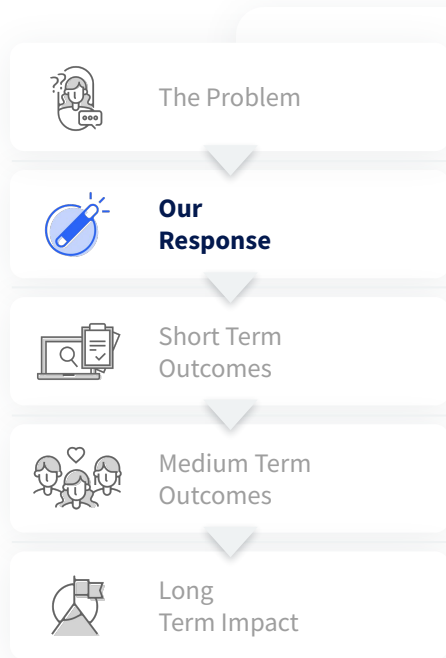 The Problem
Our
Response
Short Term
Outcomes
Medium Term
Outcomes
Long
Term Impact